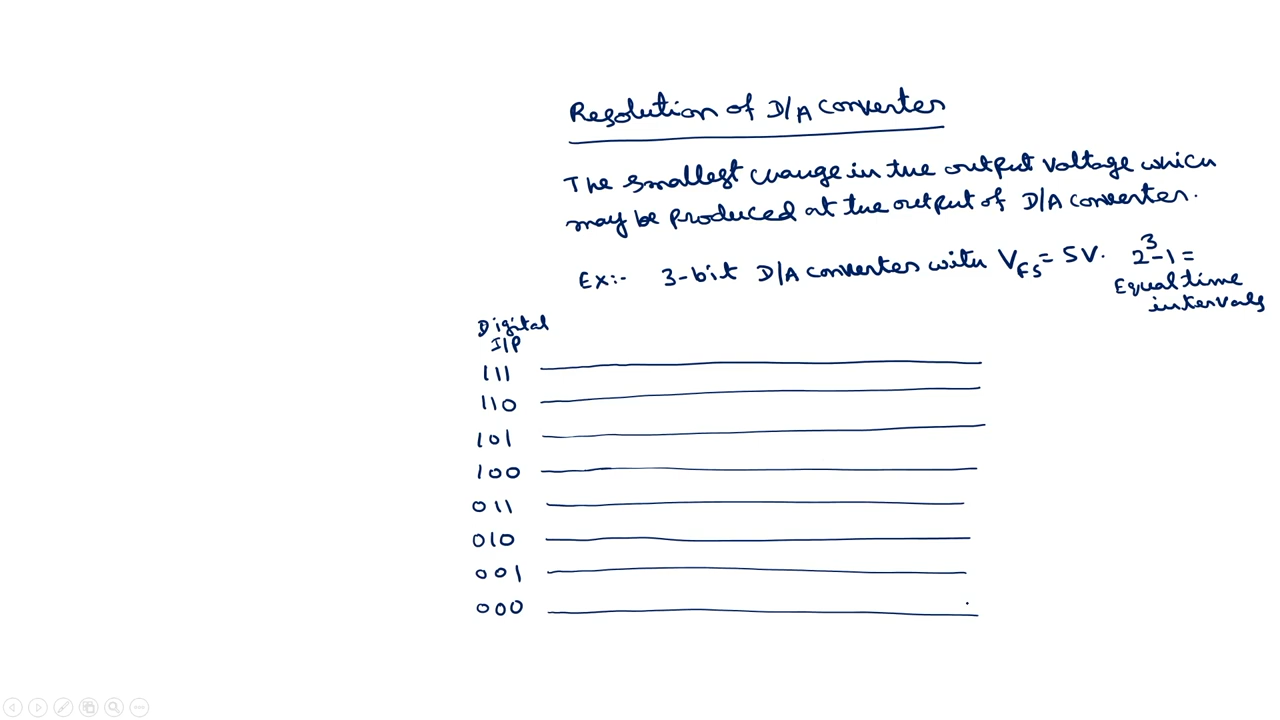 Resolution of D/A converter
The smallest change in the output voltage which
may be produced at the output of D/A converter.
Ex:- 3-bit D/A converter with VFS = 5V. 2^3-1 =
Equal time
intervals
Digital
I/P
111
110
101
100
011
010
001
000